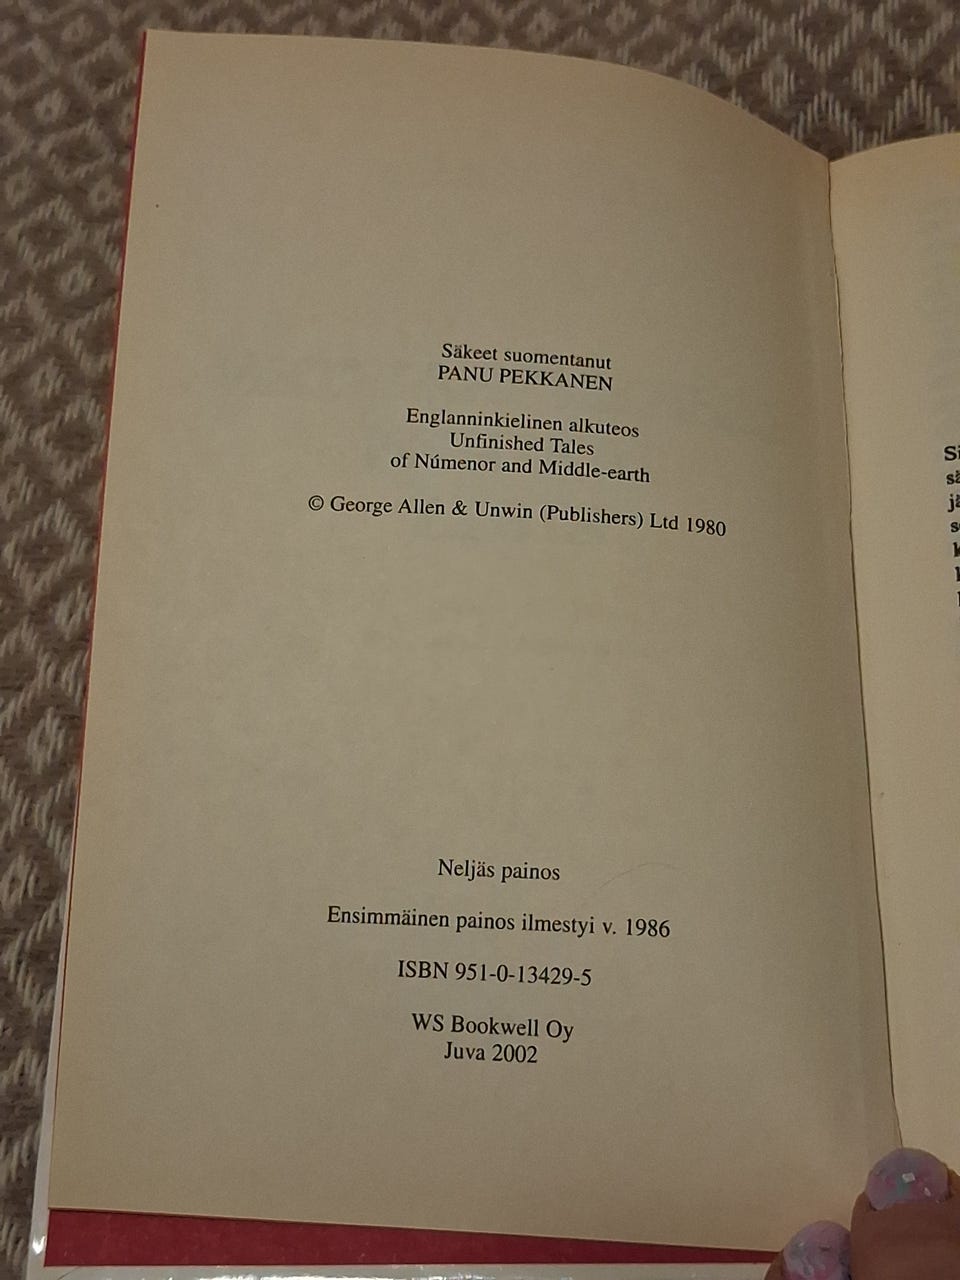 Säkeet suomentanut
PANU PEKKANEN
Englanninkielinen alkuteos
Unfinished Tales
of Númenor and Middle-earth
© George Allen & Unwin (Publishers) Ltd 1980
Neljäs painos
Ensimmäinen painos ilmestyi v. 1986
ISBN 951-0-13429-5
WS Bookwell Oy
Juva 2002